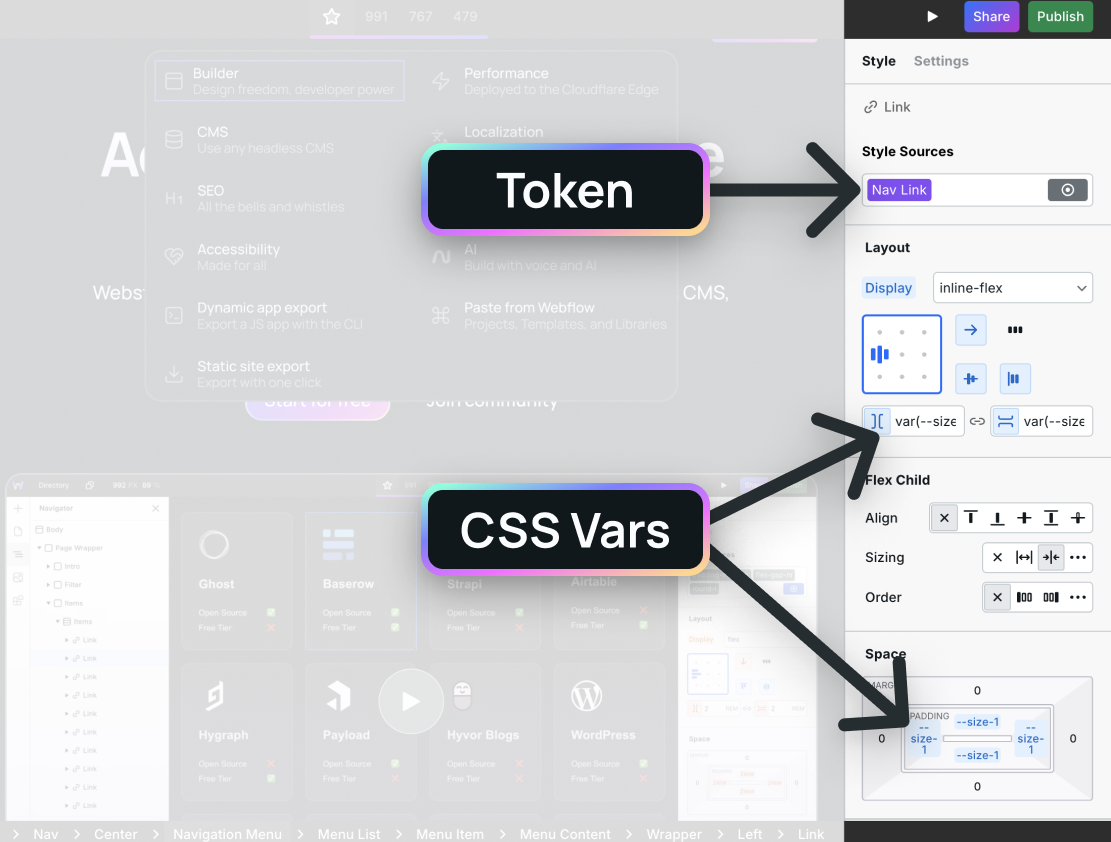 991 767 479
Share Publish
Builder
Design freedom, developer power
Performance
Deployed to the Cloudflare Edge
CMS
Use any headless CMS
Localization
SEO
All the bells and whistles
Accessibility
Made for all
AI
Build with voice and AI
Dynamic app export
Export a JS app with the CLI
Paste from Webflow
Projects, Templates, and Libraries
Static site export
Export with one click
CMS,
Start for free
Join community
Token
CSS Vars
Style Settings
Link
Style Sources
Nav Link
Layout
Display inline-flex
var(--size var(--size
Flex Child
Align
Sizing
Order
Space
0
PADDING
--size-1
0 --size-1 --size-1 0
--size-1
0
Directory 992 PX 88 %
Navigator
Body
Page Wrapper
Intro
Filter
Items
Items
Link
Link
Link
Link
Link
Link
Link
Link
Link
Link
Ghost
Open Source
Free Tier
Baserow
Open Source
Free Tier
Strapi
Open Source
Free Tier
Airtable
Open Source
Free Tier
Hygraph
Open Source
Free Tier
Payload
Open Source
Free Tier
Hyvor Blogs
Open Source
Free Tier
WordPress
Open Source
Free Tier
Layout
Display
Space
Nav Center Navigation Menu Menu List Menu Item Menu Content Wrapper Left Link